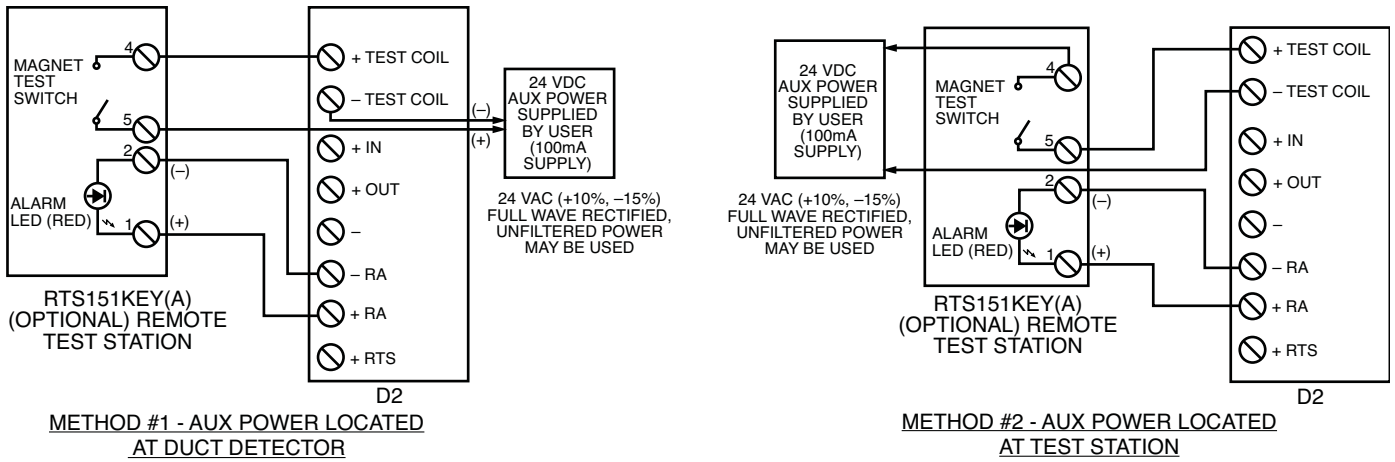 MAGNET
TEST
SWITCH
4
5
2
(–)
ALARM
LED (RED)
1
(+)
RTS151KEY(A)
(OPTIONAL) REMOTE
TEST STATION
+ TEST COIL
– TEST COIL
+ IN
+ OUT
–
– RA
+ RA
+ RTS
D2
(–)
(+)
24 VDC
AUX POWER
SUPPLIED
BY USER
(100mA
SUPPLY)
24 VAC (+10%, –15%)
FULL WAVE RECTIFIED,
UNFILTERED POWER
MAY BE USED
METHOD #1 - AUX POWER LOCATED
AT DUCT DETECTOR
24 VDC
AUX POWER
SUPPLIED
BY USER
(100mA
SUPPLY)
24 VAC (+10%, –15%)
FULL WAVE RECTIFIED,
UNFILTERED POWER
MAY BE USED
4
MAGNET
TEST
SWITCH
5
2
(–)
ALARM
LED (RED)
1
(+)
RTS151KEY(A)
(OPTIONAL) REMOTE
TEST STATION
+ TEST COIL
– TEST COIL
+ IN
+ OUT
–
– RA
+ RA
+ RTS
D2
METHOD #2 - AUX POWER LOCATED
AT TEST STATION